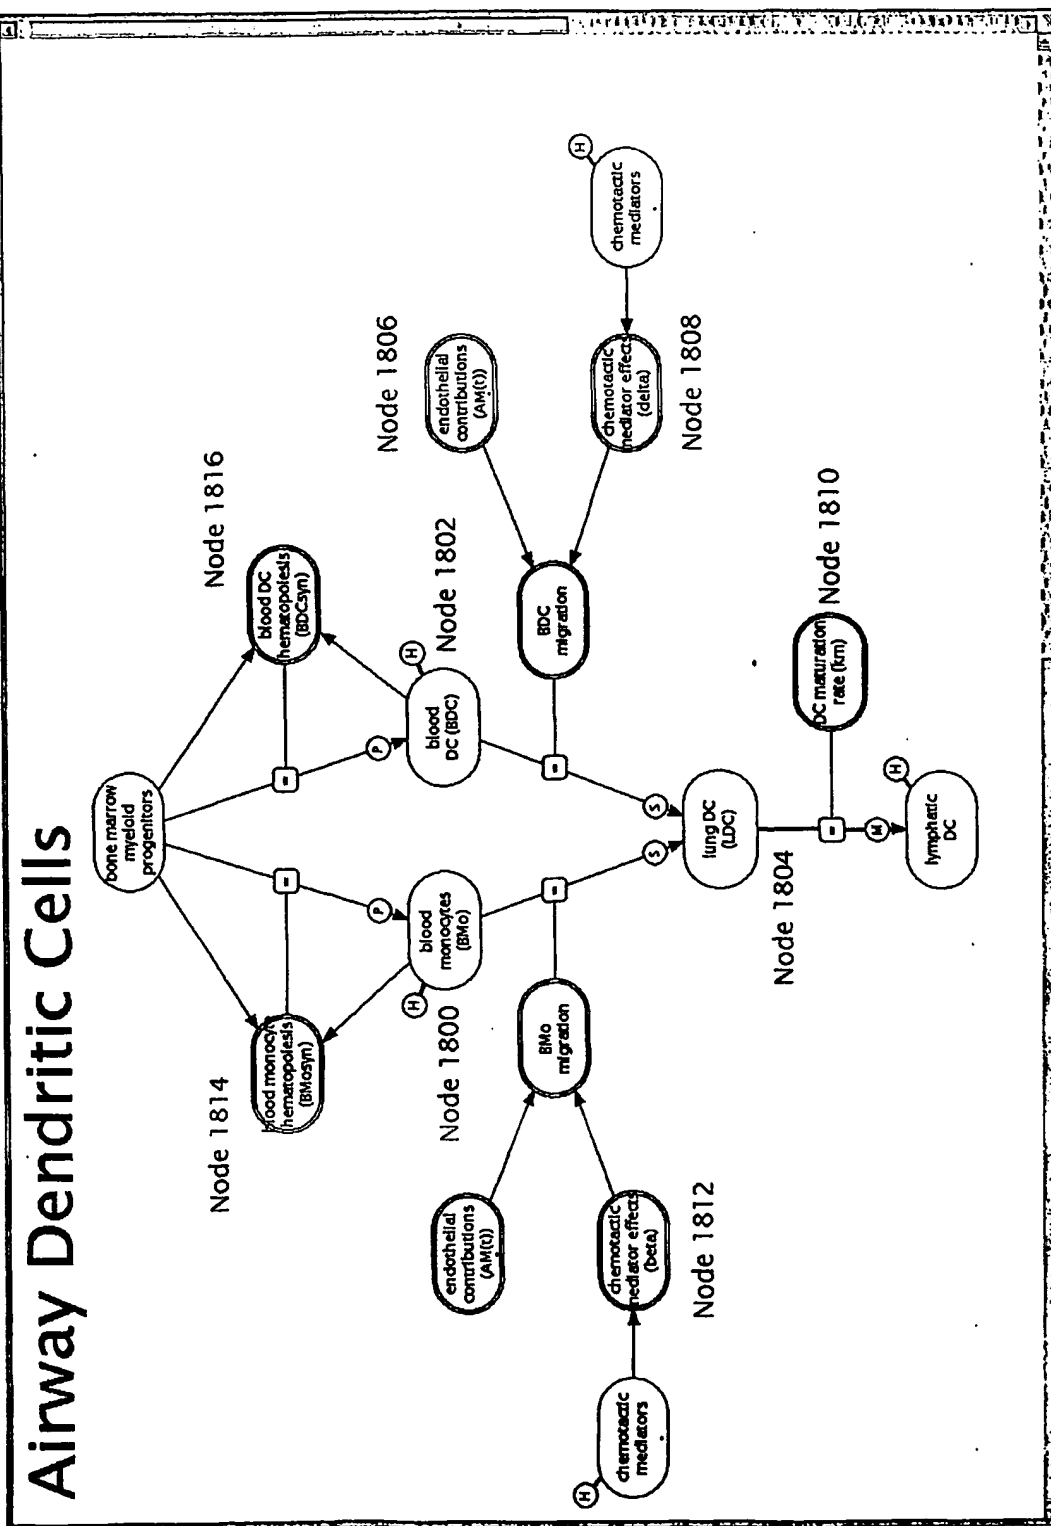 Airway Dendritic Cells
bone marrow
myeloid
progenitors
Node 1814
Node 1816
blood monocyte
hematopoiesis
(BMosyn)
=
=
blood DC
hematopoiesis
(BDCsyn)
P
P
H
blood
monocytes
(BMo)
Node 1800
H
blood
DC (BDC)
Node 1802
endothelial
contributions
(AM(t))
endothelial
contributions
(AM(t))
Node 1806
BMo
migration
=
=
BDC
migration
H
chemotactic
mediators
chemotactic
mediator effects
(beta)
Node 1812
chemotactic
mediator effects
(delta)
Node 1808
H
chemotactic
mediators
S
S
lung DC
(LDC)
Node 1804
=
DC maturation
rate (km)
Node 1810
M
H
lymphatic
DC